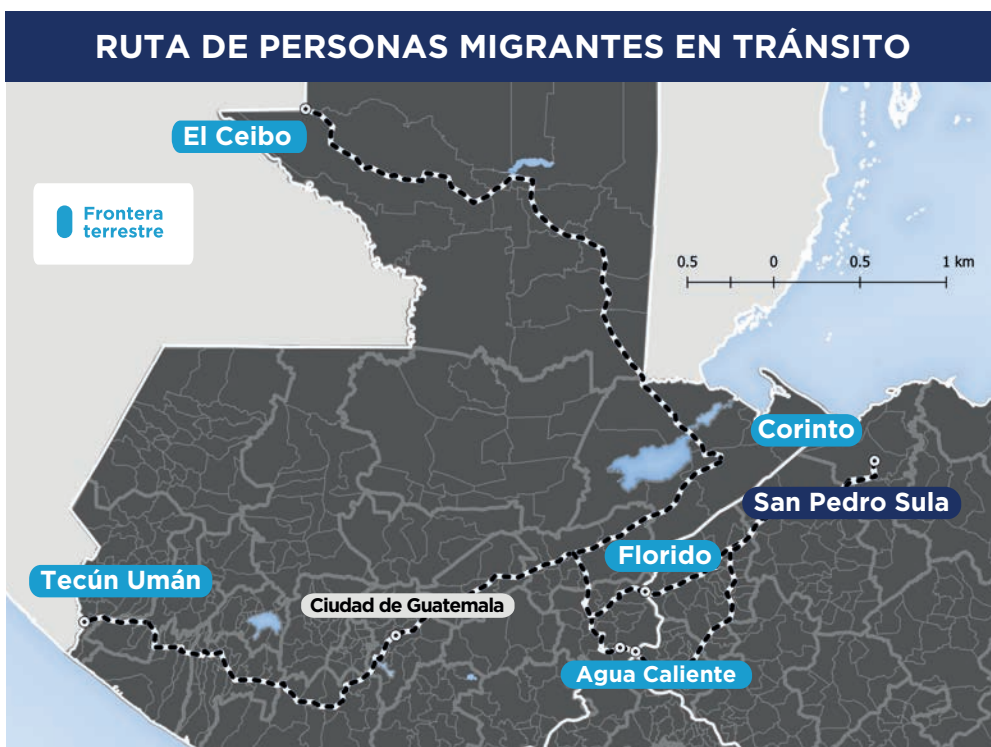 RUTA DE PERSONAS MIGRANTES EN TRÁNSITO
El Ceibo
Frontera
terrestre
0.5 0 0.5 1 km
Corinto
San Pedro Sula
Florido
Tecún Umán
Ciudad de Guatemala
Agua Caliente